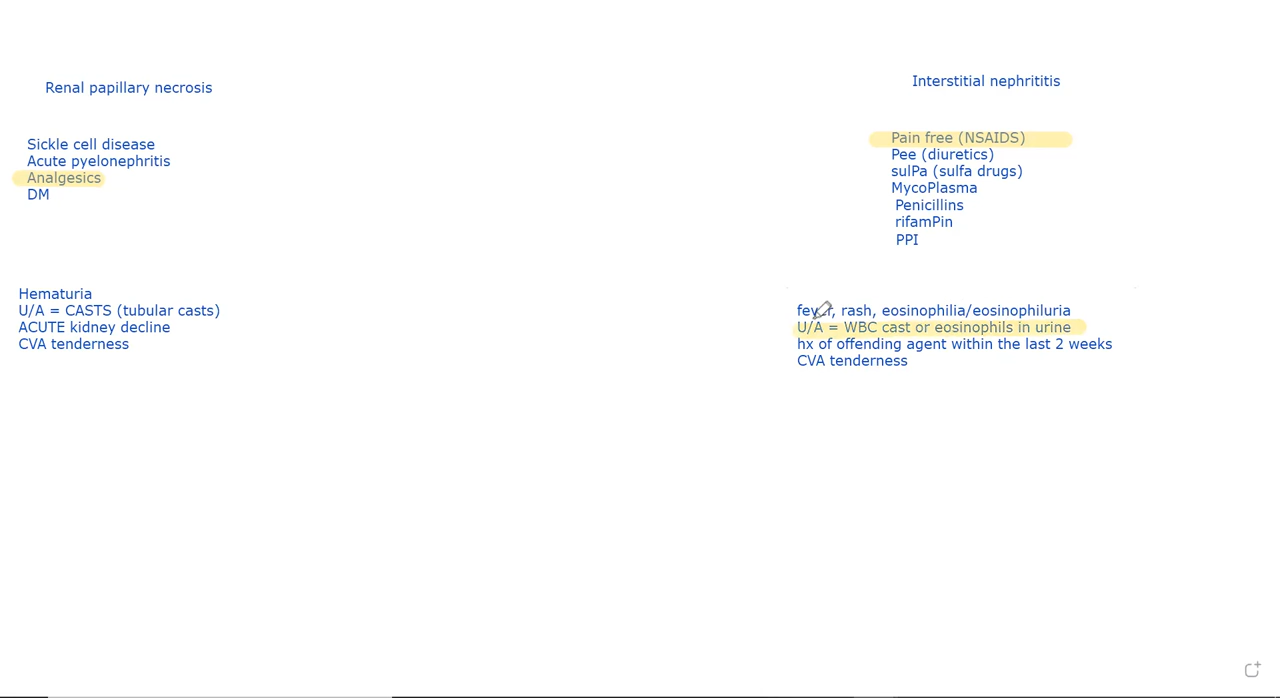 Renal papillary necrosis
Sickle cell disease
Acute pyelonephritis
Analgesics
DM
Hematuria
U/A = CASTS (tubular casts)
ACUTE kidney decline
CVA tenderness
Interstitial nephrititis
Pain free (NSAIDS)
Pee (diuretics)
sulPa (sulfa drugs)
MycoPlasma
Penicillins
rifamPin
PPI
fever, rash, eosinophilia/eosinophiluria
U/A = WBC cast or eosinophils in urine
hx of offending agent within the last 2 weeks
CVA tenderness